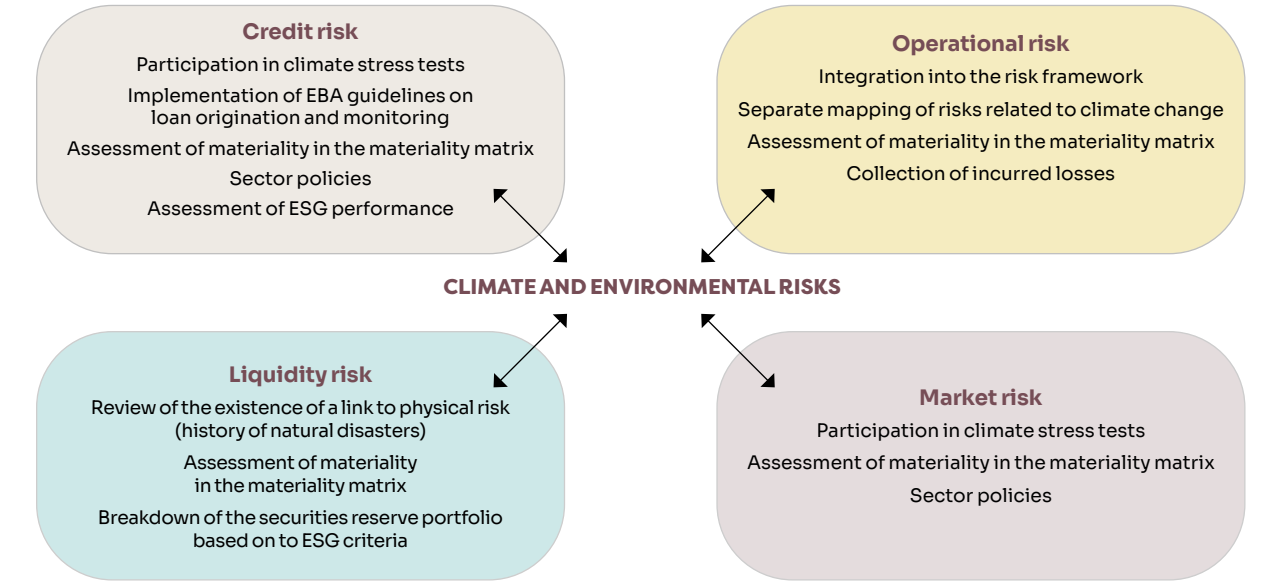 Credit risk
Participation in climate stress tests
Implementation of EBA guidelines on
loan origination and monitoring
Assessment of materiality in the materiality matrix
Sector policies
Assessment of ESG performance
Operational risk
Integration into the risk framework
Separate mapping of risks related to climate change
Assessment of materiality in the materiality matrix
Collection of incurred losses
CLIMATE AND ENVIRONMENTAL RISKS
Liquidity risk
Review of the existence of a link to physical risk
(history of natural disasters)
Assessment of materiality
in the materiality matrix
Breakdown of the securities reserve portfolio
based on to ESG criteria
Market risk
Participation in climate stress tests
Assessment of materiality in the materiality matrix
Sector policies